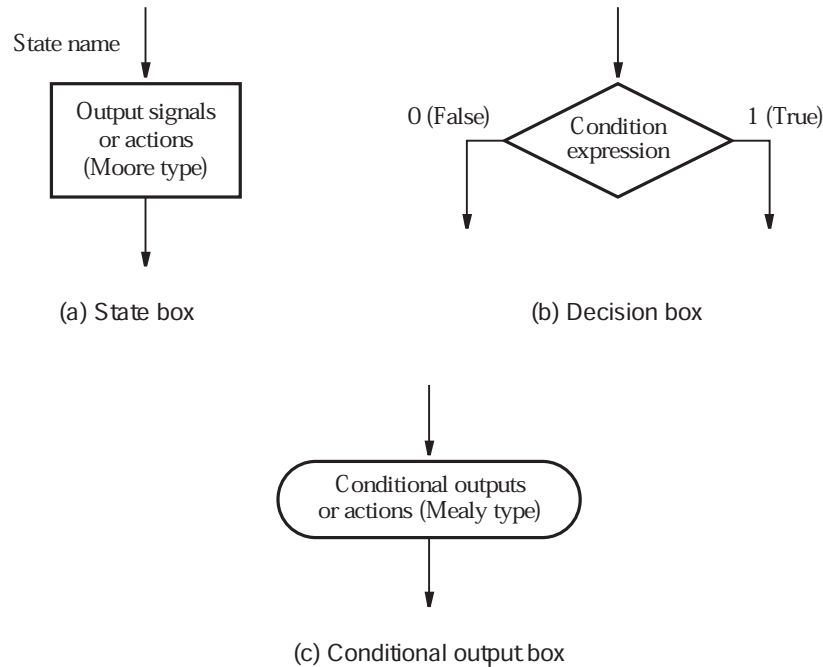 State name
Output signals
or actions
(Moore type)
(a) State box
0 (False)
1 (True)
Condition
expression
(b) Decision box
Conditional outputs
or actions (Mealy type)
(c) Conditional output box